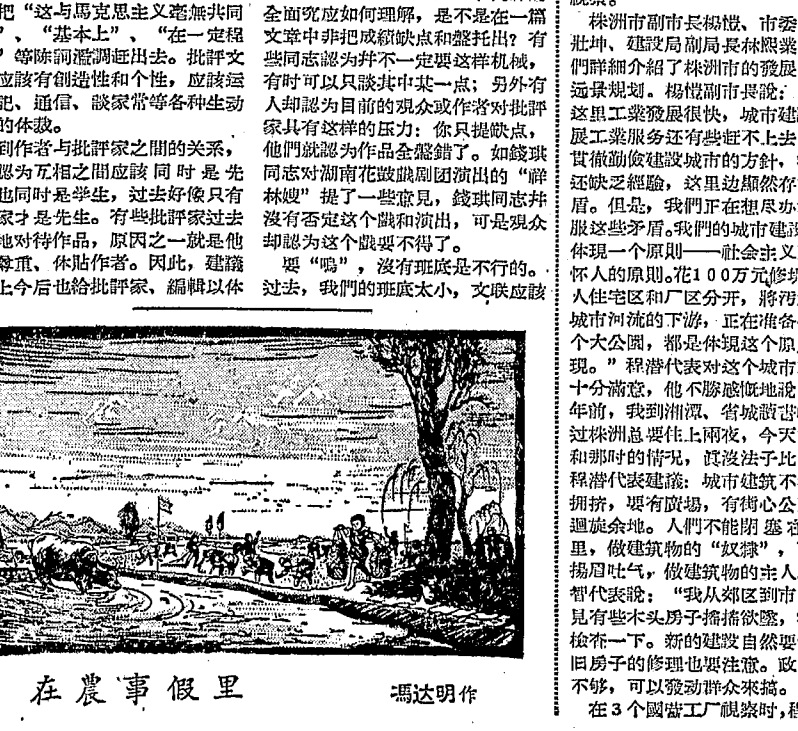 把“这与馬克思主义毫無共同
”、“基本上”、“在一定程
”等陈詞濫調赶出去。批評文
应該有創造性和个性，应該运
記、通信、談家常等各种生动
的体裁。
到作者与批評家之間的关系，
認为互相之間应該同时是先
也同时是学生，过去好像只有
家才是先生。有些批評家过去
地对待作品，原因之一就是他
尊重、体貼作者。因此，建議
上今后也給批評家、編輯以休
全面究应如何理解，是不是在一篇
文章中非把成績缺点和盤托出？有
些同志認为幷不一定要这样机械，
有时可以只談其中某一点；另外有
人却認为目前的观众或作者对批評
家具有这样的压力：你只提缺点，
他們就認为作品全盤錯了。如錢琪
同志对湖南花鼓戲剧团演出的“祥
林嫂”提了一些意見，錢琪同志幷
沒有否定这个戲和演出，可是观众
却認为这个戲要不得了。
要“鳴”，沒有班底是不行的。
过去，我們的班底太小，文联应該
在農事假里
馮达明作
視察。
株洲市副市長楊愷、市委
壯坤、建設局副局長林照業
們詳細介紹了株洲市的發展
远景規划。楊愷副市長說：
这里工業發展很快，城市建
展工業服务还有些赶不上去
貫徹勤儉建設城市的方針，
还缺乏經驗，这里边顯然有
盾。但是，我們正在想尽办
服这些矛盾。我們的城市建設
体現一个原則——社会主义
怀人的原則。花100万元修
人住宅区和厂区分开，將污
城市河流的下游，正在准备
个大公园，都是体現这个原
現。”程潛代表对这个城市
十分滿意，他不勝感慨地說
年前，我到湘潭、省城
过株洲总要住上兩夜，今天
和那时的情况，眞沒法子比
程潛代表建議：城市建筑不
拥挤，要有廣場，有街心公
迴旋余地。人們不能閉塞在
里，做建筑物的“奴隸”，
揚眉吐气，做建筑物的主人
智代表說：“我从郊区到市
見有些木头房子搖搖欲墜，
檢查一下。新的建設自然要
旧房子的修理也要注意。政
不够，可以發动群众來搞。
在3个國营工厂視察时，程